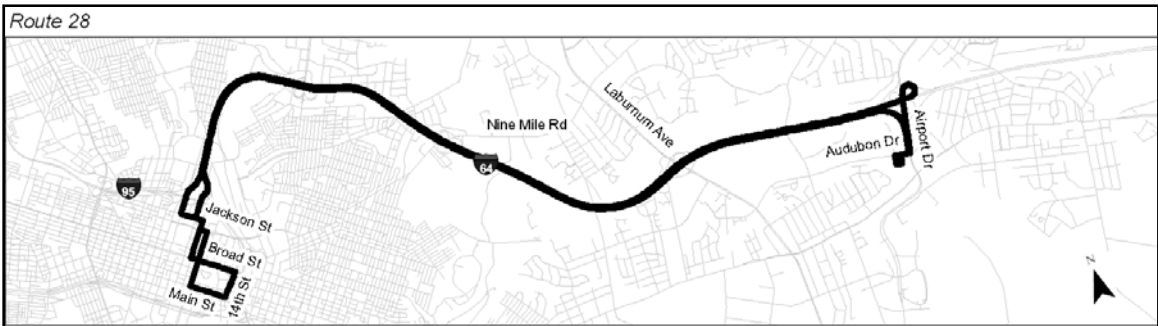 Route 28
Laburnum Ave
Nine Mile Rd
Airport Dr
Audubon Dr
64
95
Jackson St
Broad St
14th St
Main St
N